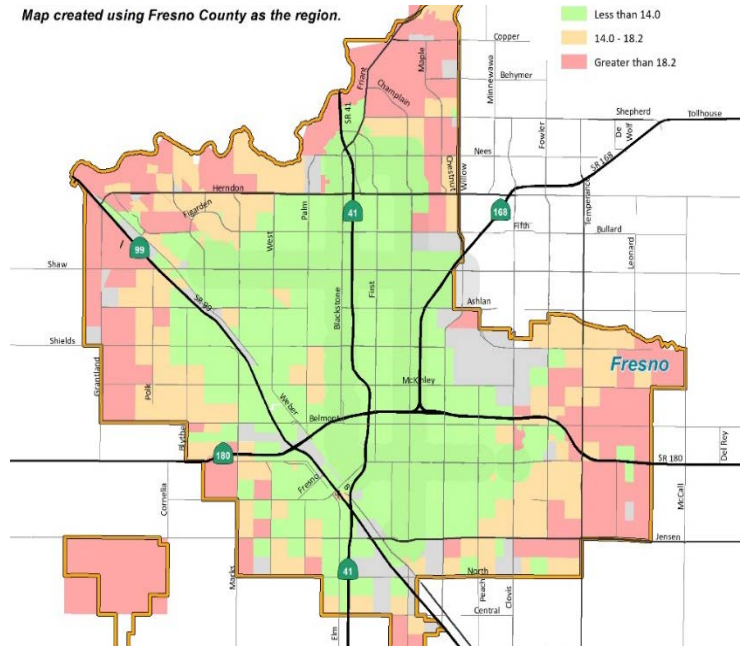 Map created using Fresno County as the region.
Less than 14.0
14.0 - 18.2
Greater than 18.2
Copper
Maple
Friant
Minnewawa
Behymer
Champlain
SR 41
Shepherd
Tollhouse
De Wolf
Fowler
Nees
SR 168
Chestnut
Willow
Temperance
Herndon
Palm
Figarden
41
168
Fifth
Bullard
West
Leonard
99
Shaw
SR 99
Blackstone
First
Ashlan
Shields
Grantland
Polk
Fresno
McKinley
Weber
Belmont
Blythe
180
SR 180
Del Rey
Cornelia
Fresno
McCall
Jensen
Marks
41
North
Peach
Clovis
Central
Elm